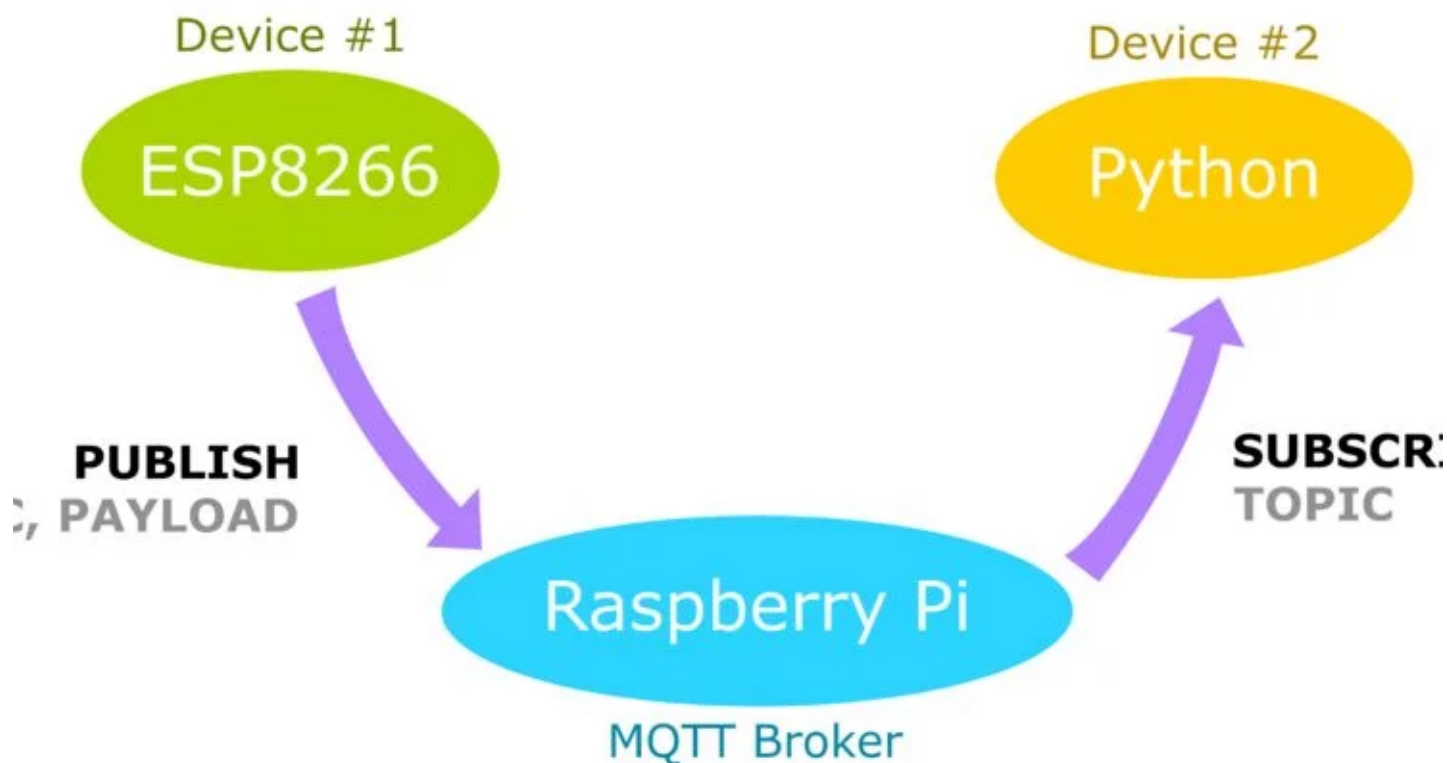 Device #1
ESP8266
Device #2
Python
PUBLISH
C, PAYLOAD
SUBSCRI
TOPIC
Raspberry Pi
MQTT Broker